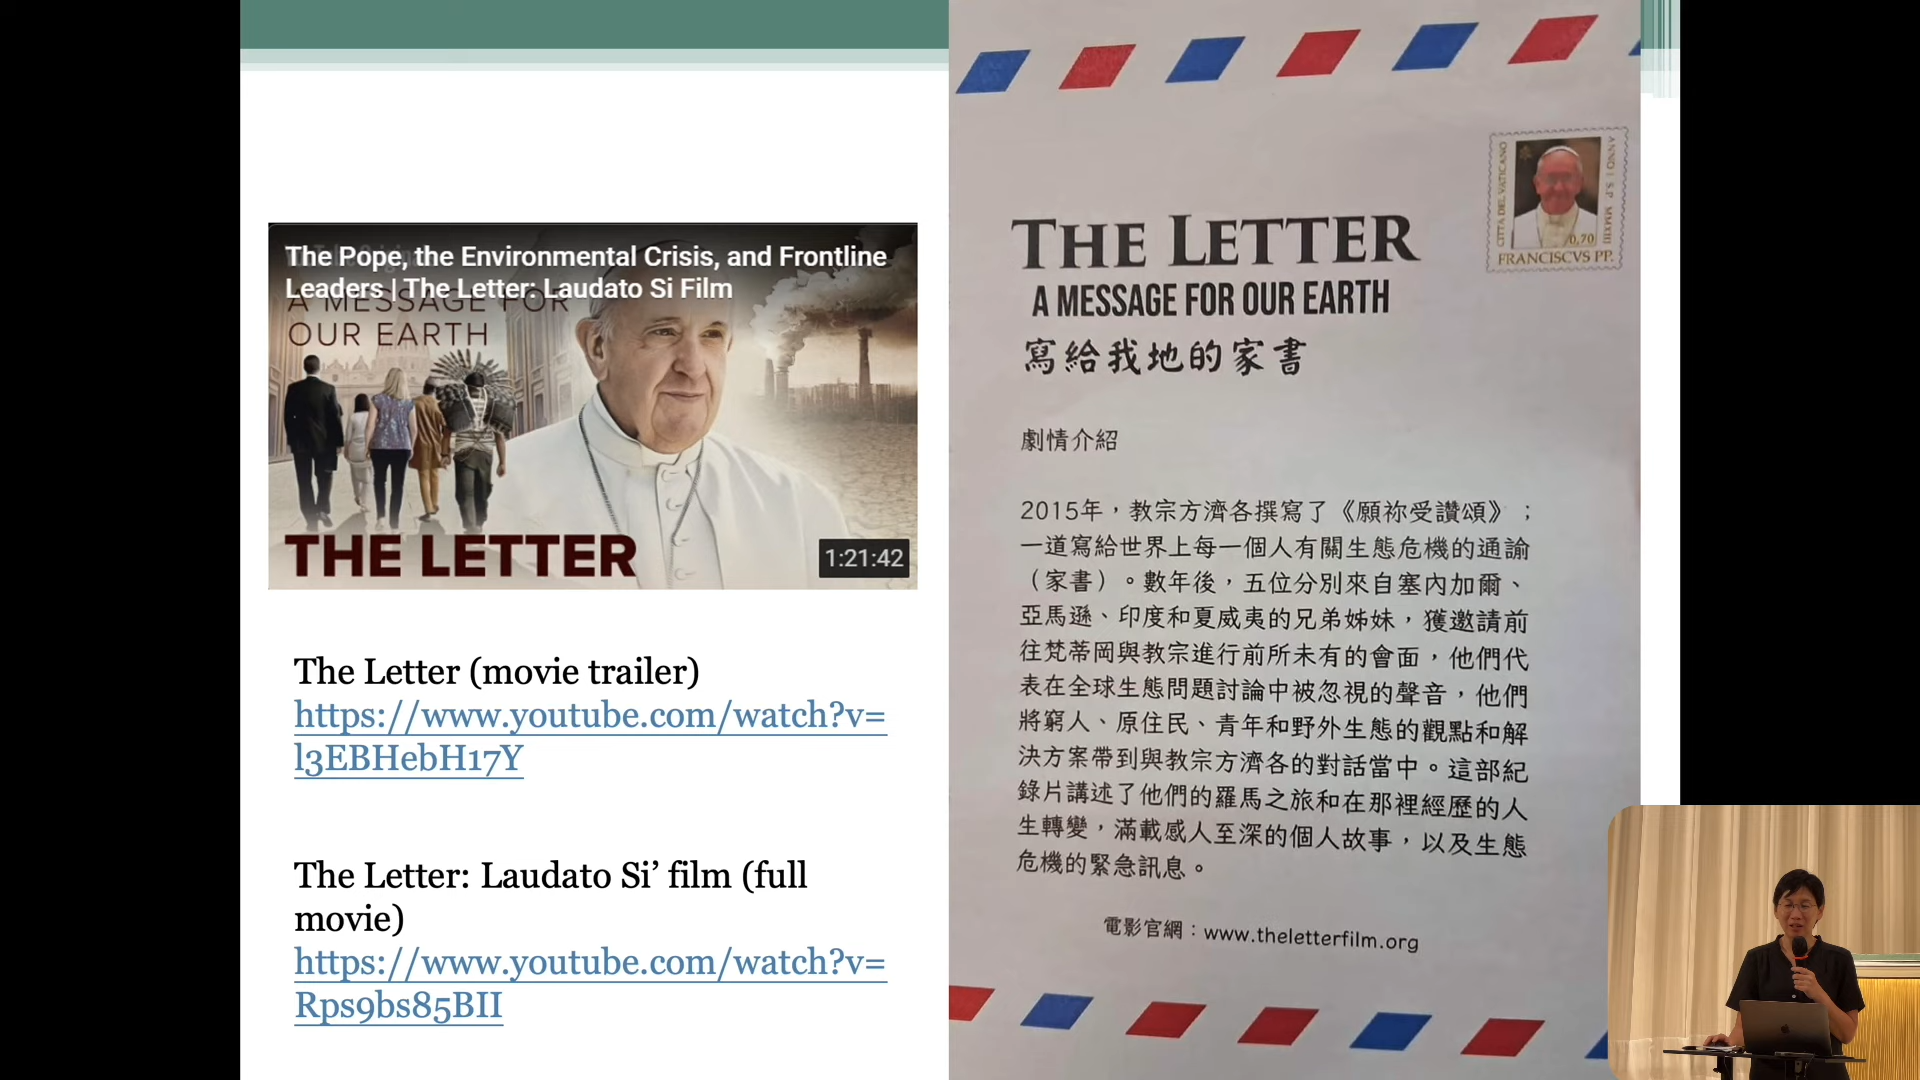 The Pope, the Environmental Crisis, and Frontline
Leaders | The Letter: Laudato Si Film
A MESSAGE FOR
OUR EARTH
THE LETTER
1:21:42
The Letter (movie trailer)
https://www.youtube.com/watch?v=
l3EBHebH17Y
The Letter: Laudato Si’ film (full
movie)
https://www.youtube.com/watch?v=
Rps9bs85BII
CITTÀ DEL VATICANO
ANNO I S.P. MMXIII
0,70
FRANCISCVS PP.
THE LETTER
A MESSAGE FOR OUR EARTH
寫給我地的家書
劇情介紹
2015年，教宗方濟各撰寫了《願祢受讚頌》；
一道寫給世界上每一個人有關生態危機的通諭
（家書）。數年後，五位分別來自塞內加爾、
亞馬遜、印度和夏威夷的兄弟姊妹，獲邀請前
往梵蒂岡與教宗進行前所未有的會面，他們代
表在全球生態問題討論中被忽視的聲音，他們
將窮人、原住民、青年和野外生態的觀點和解
決方案帶到與教宗方濟各的對話當中。這部紀
錄片講述了他們的羅馬之旅和在那裡經歷的人
生轉變，滿載感人至深的個人故事，以及生態
危機的緊急訊息。
電影官網：www.theletterfilm.org